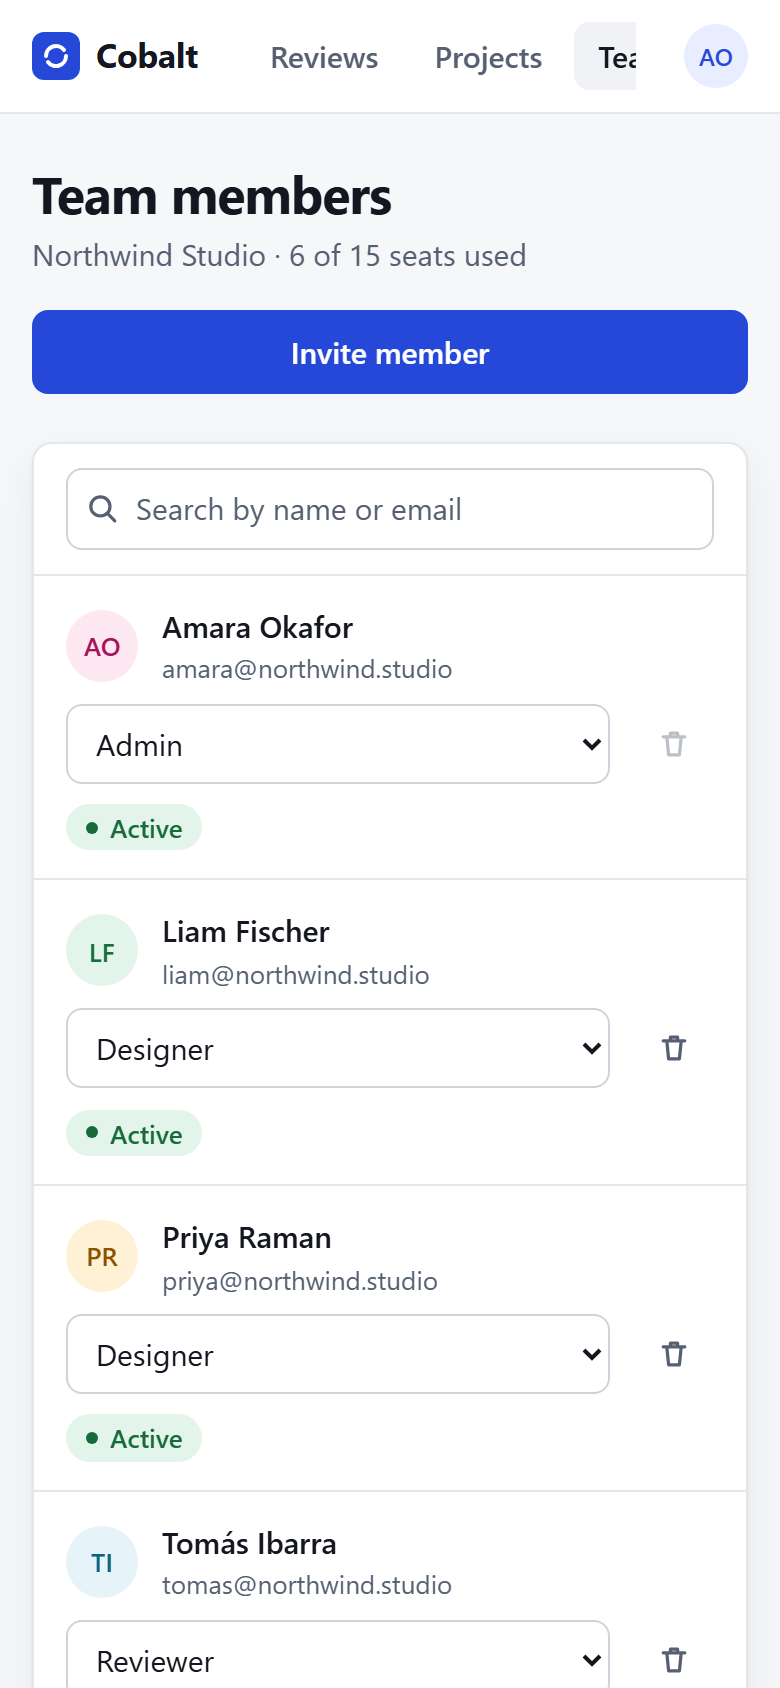 Cobalt Reviews Projects Tea AO
Team members
Northwind Studio · 6 of 15 seats used
Invite member
Search by name or email
AO Amara Okafor
amara@northwind.studio
Admin
Active
LF Liam Fischer
liam@northwind.studio
Designer
Active
PR Priya Raman
priya@northwind.studio
Designer
Active
TI Tomás Ibarra
tomas@northwind.studio
Reviewer